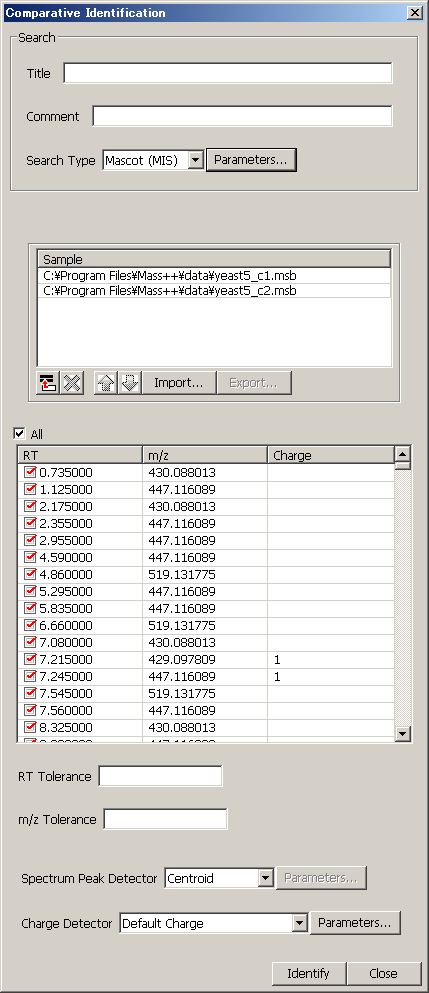 Comparative Identification
Search
Title
Comment
Search Type Mascot (MIS) Parameters...
Sample
C:¥Program Files¥Mass++¥data¥yeast5_c1.msb
C:¥Program Files¥Mass++¥data¥yeast5_c2.msb
Import... Export...
All
RT m/z Charge
0.735000 430.088013
1.125000 447.116089
2.175000 430.088013
2.355000 447.116089
2.955000 447.116089
4.590000 447.116089
4.860000 519.131775
5.295000 447.116089
5.835000 447.116089
6.660000 519.131775
7.080000 430.088013
7.215000 429.097809 1
7.245000 447.116089 1
7.545000 519.131775
7.560000 447.116089
8.325000 430.088013
RT Tolerance
m/z Tolerance
Spectrum Peak Detector Centroid Parameters...
Charge Detector Default Charge Parameters...
Identify Close